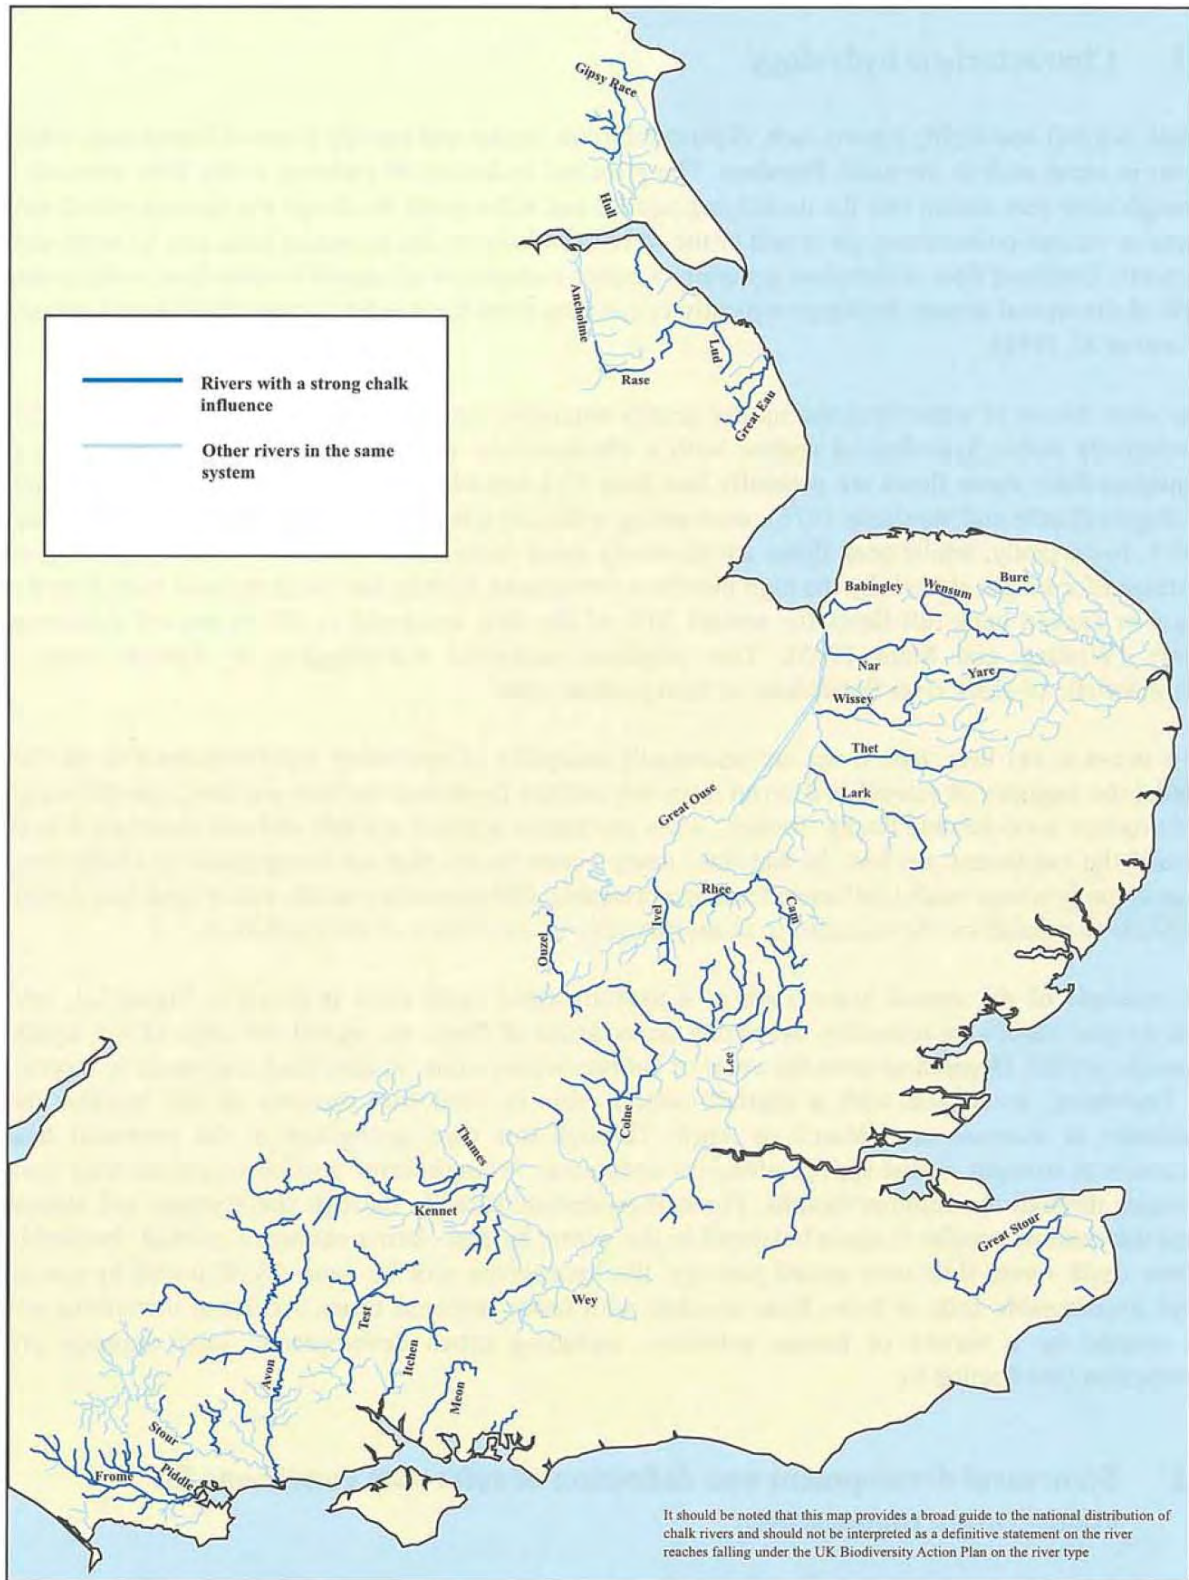 Gipsy Race
Hull
Ancholme
Rase
Lud
Great Eau
Rivers with a strong chalk
influence
Other rivers in the same
system
Babingley
Wensum
Bure
Nar
Yare
Wissey
Thet
Lark
Great Ouse
Rhee
Cam
Ivel
Ouzel
Lee
Colne
Thames
Kennet
Great Stour
Wey
Test
Itchen
Meon
Avon
Stour
Frome
Piddle
It should be noted that this map provides a broad guide to the national distribution of
chalk rivers and should not be interpreted as a definitive statement on the river
reaches falling under the UK Biodiversity Action Plan on the river type